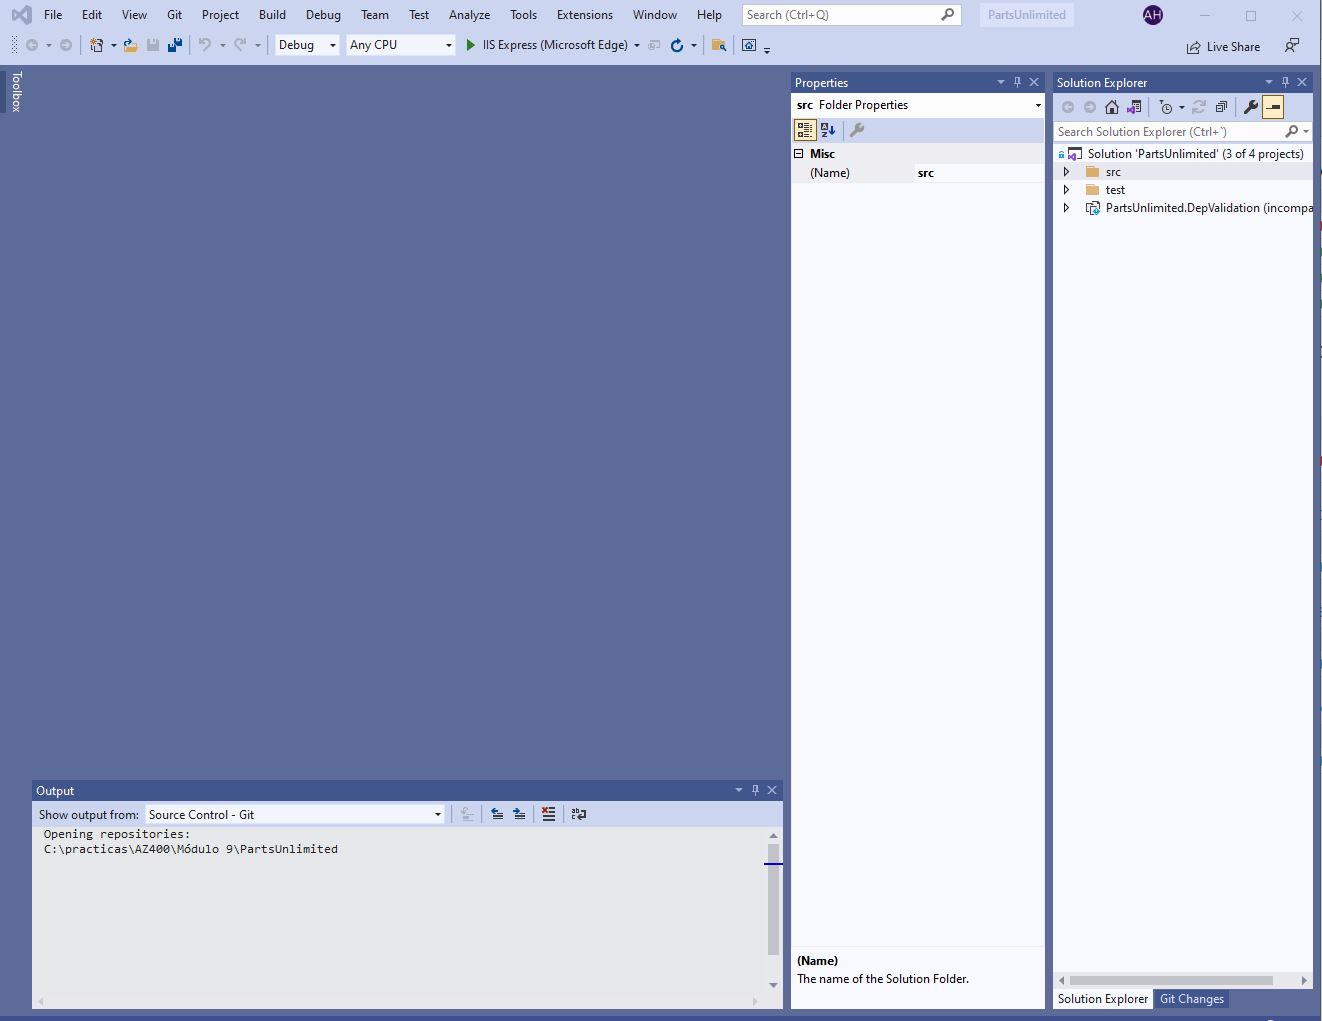 File Edit View Git Project Build Debug Team Test Analyze Tools Extensions Window Help Search (Ctrl+Q) PartsUnlimited AH
Debug Any CPU IIS Express (Microsoft Edge) Live Share
Toolbox
Properties
src Folder Properties
Misc
(Name) src
(Name)
The name of the Solution Folder.
Solution Explorer
Search Solution Explorer (Ctrl+`)
Solution 'PartsUnlimited' (3 of 4 projects)
src
test
PartsUnlimited.DepValidation (incompa
Solution Explorer Git Changes
Output
Show output from: Source Control - Git
Opening repositories:
C:\practicas\AZ400\Módulo 9\PartsUnlimited